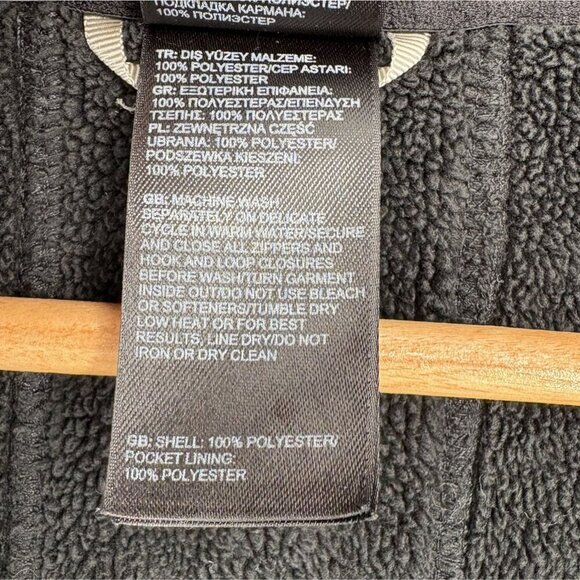 ПОДКЛАДКА КАРМАНА:
100% ПОЛИЭСТЕР
TR: DIŞ YÜZEY MALZEME:
100% POLYESTER/CEP ASTARI:
100% POLYESTER
GR: ΕΞΩΤΕΡΙΚΗ ΕΠΙΦΑΝΕΙΑ:
100% ΠΟΛΥΕΣΤΕΡΑΣ/ΕΠΕΝΔΥΣΗ
ΤΣΕΠΗΣ: 100% ΠΟΛΥΕΣΤΕΡΑΣ
PL: ZEWNĘTRZNA CZĘŚĆ
UBRANIA: 100% POLYESTER/
PODSZEWKA KIESZENI:
100% POLYESTER
GB: MACHINE WASH
SEPARATELY ON DELICATE
CYCLE IN WARM WATER/SECURE
AND CLOSE ALL ZIPPERS AND
HOOK AND LOOP CLOSURES
BEFORE WASH/TURN GARMENT
INSIDE OUT/DO NOT USE BLEACH
OR SOFTENERS/TUMBLE DRY
LOW HEAT OR FOR BEST
RESULTS, LINE DRY/DO NOT
IRON OR DRY CLEAN
GB: SHELL: 100% POLYESTER/
POCKET LINING:
100% POLYESTER